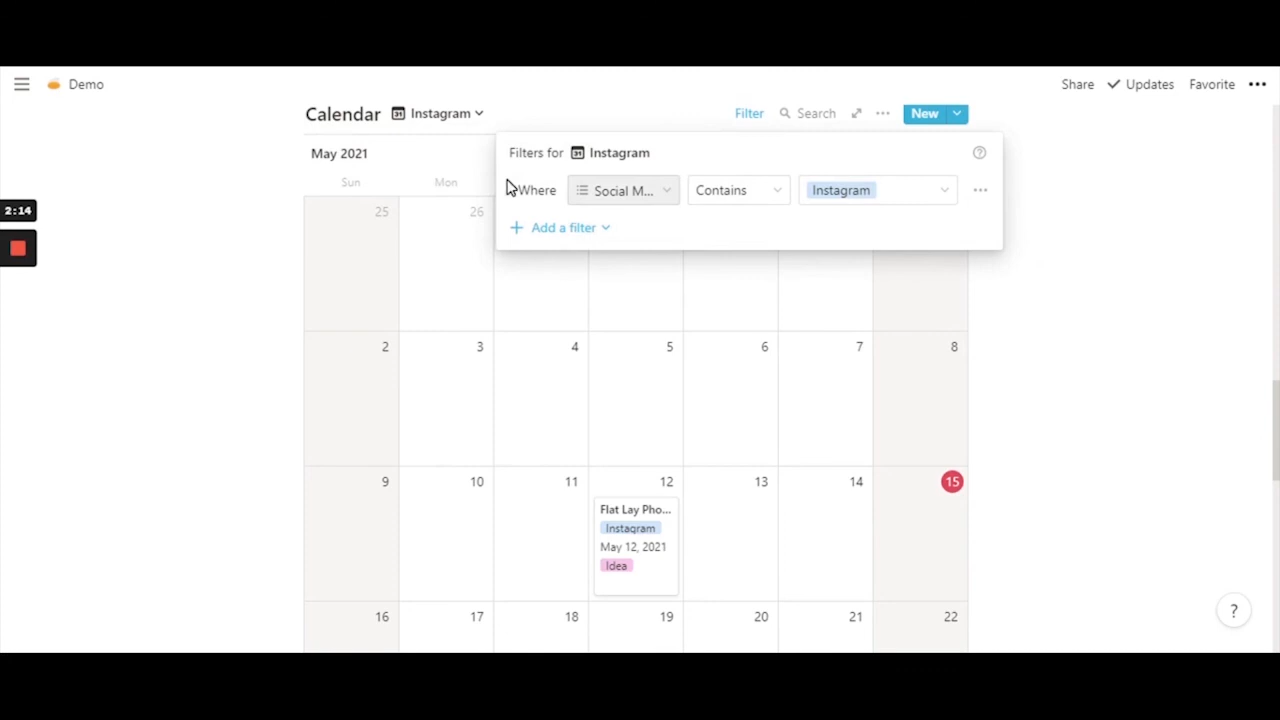 Demo
Share Updates Favorite •••
Calendar 31 Instagram Filter Search ••• New
May 2021
Filters for 31 Instagram ?
Sun Mon
Where Social M... Contains Instagram •••
2:14
25 26
+ Add a filter
2 3 4 5 6 7 8
9 10 11 12 13 14 15
Flat Lay Pho...
Instagram
May 12, 2021
Idea
16 17 18 19 20 21 22
?